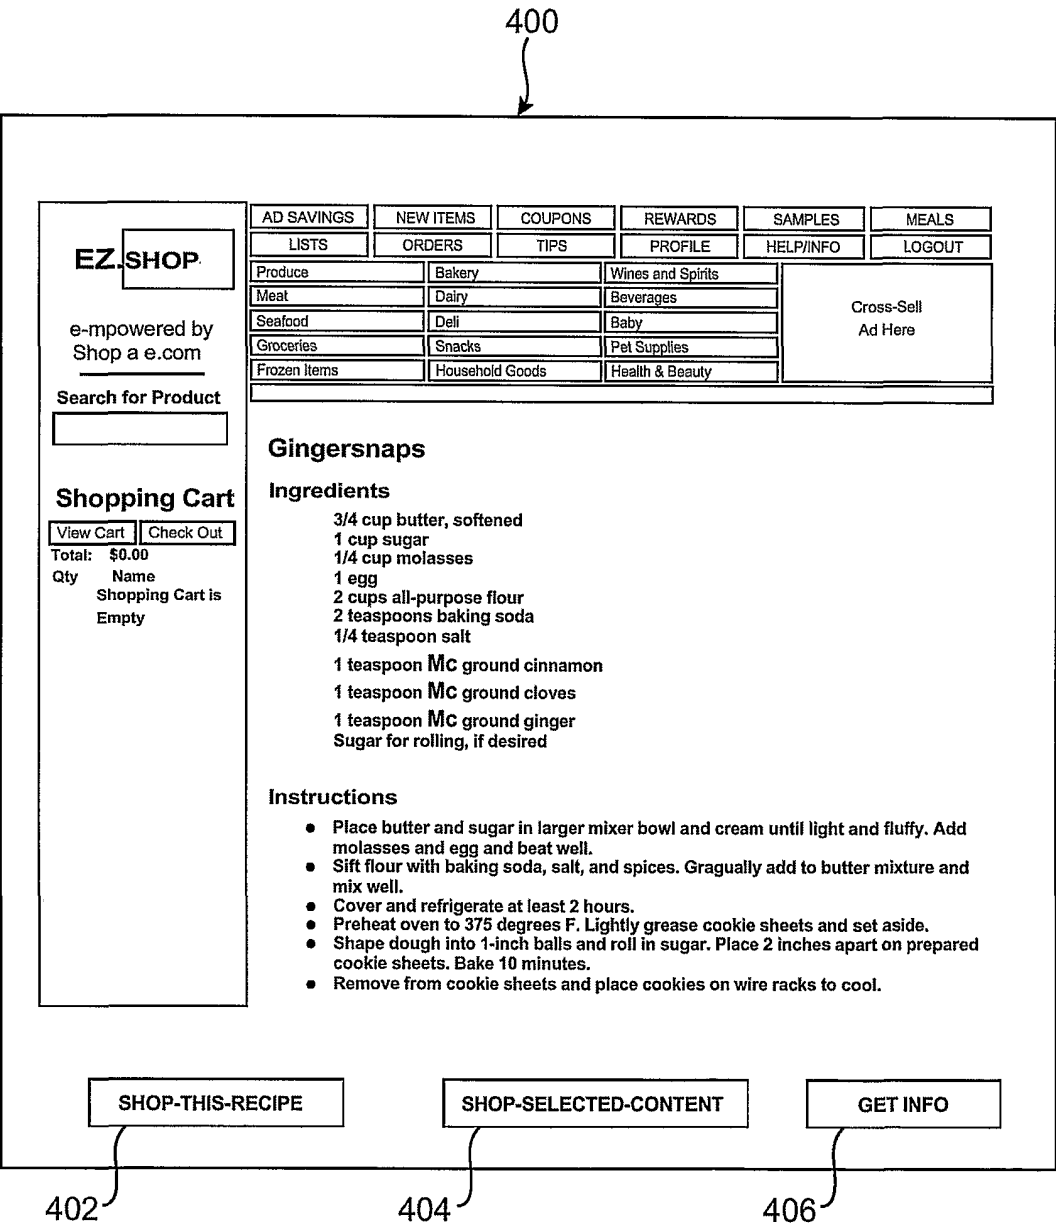 400
AD SAVINGS NEW ITEMS COUPONS REWARDS SAMPLES MEALS
LISTS ORDERS TIPS PROFILE HELP/INFO LOGOUT
EZ.SHOP
Produce Bakery Wines and Spirits
Meat Dairy Beverages
Seafood Deli Baby
Groceries Snacks Pet Supplies
Frozen Items Household Goods Health & Beauty
Cross-Sell
Ad Here
e-mpowered by
Shop a e.com
Search for Product
Shopping Cart
View Cart Check Out
Total: $0.00
Qty Name
Shopping Cart is
Empty
Gingersnaps
Ingredients
3/4 cup butter, softened
1 cup sugar
1/4 cup molasses
1 egg
2 cups all-purpose flour
2 teaspoons baking soda
1/4 teaspoon salt
1 teaspoon Mc ground cinnamon
1 teaspoon Mc ground cloves
1 teaspoon Mc ground ginger
Sugar for rolling, if desired
Instructions
● Place butter and sugar in larger mixer bowl and cream until light and fluffy. Add
molasses and egg and beat well.
● Sift flour with baking soda, salt, and spices. Gragually add to butter mixture and
mix well.
● Cover and refrigerate at least 2 hours.
● Preheat oven to 375 degrees F. Lightly grease cookie sheets and set aside.
● Shape dough into 1-inch balls and roll in sugar. Place 2 inches apart on prepared
cookie sheets. Bake 10 minutes.
● Remove from cookie sheets and place cookies on wire racks to cool.
SHOP-THIS-RECIPE SHOP-SELECTED-CONTENT GET INFO
402 404 406